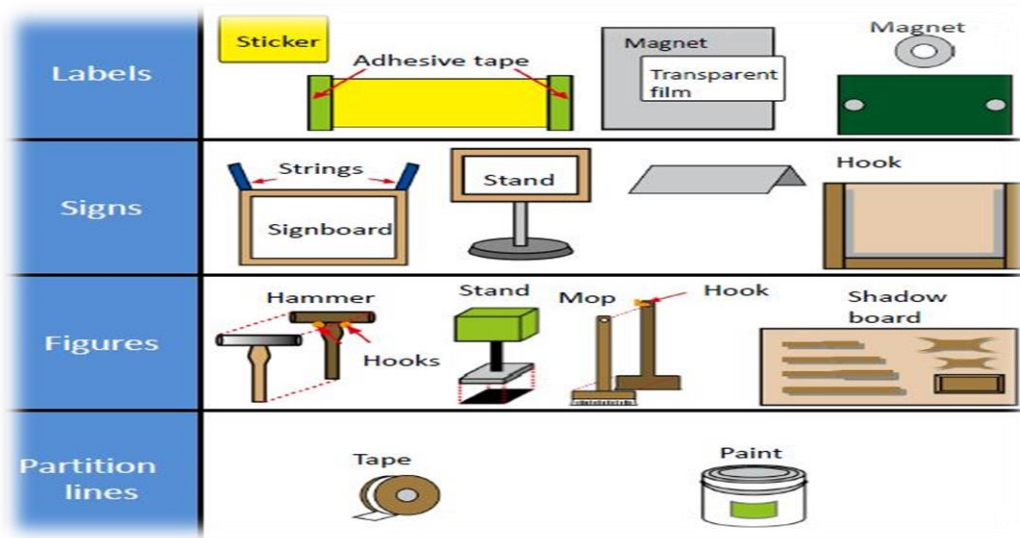 Labels
Sticker
Adhesive tape
Magnet
Transparent
film
Magnet
Signs
Strings
Signboard
Stand
Hook
Figures
Hammer
Hooks
Stand
Mop
Hook
Shadow
board
Partition
lines
Tape
Paint